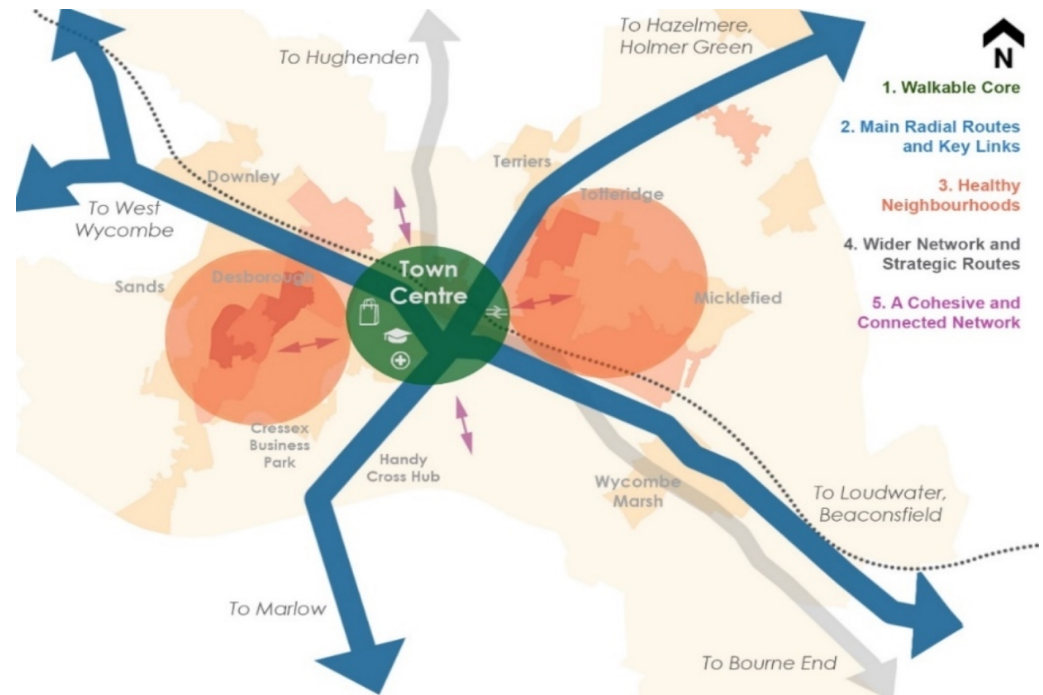 To Hughenden
To Hazelmere,
Holmer Green
N
1. Walkable Core
2. Main Radial Routes
and Key Links
3. Healthy
Neighbourhoods
4. Wider Network and
Strategic Routes
5. A Cohesive and
Connected Network
Terriers
Downley
Totteridge
To West
Wycombe
Town
Centre
Desborough
Sands
Micklefied
Cressex
Business
Park
Handy
Cross Hub
Wycombe
Marsh
To Loudwater,
Beaconsfield
To Marlow
To Bourne End